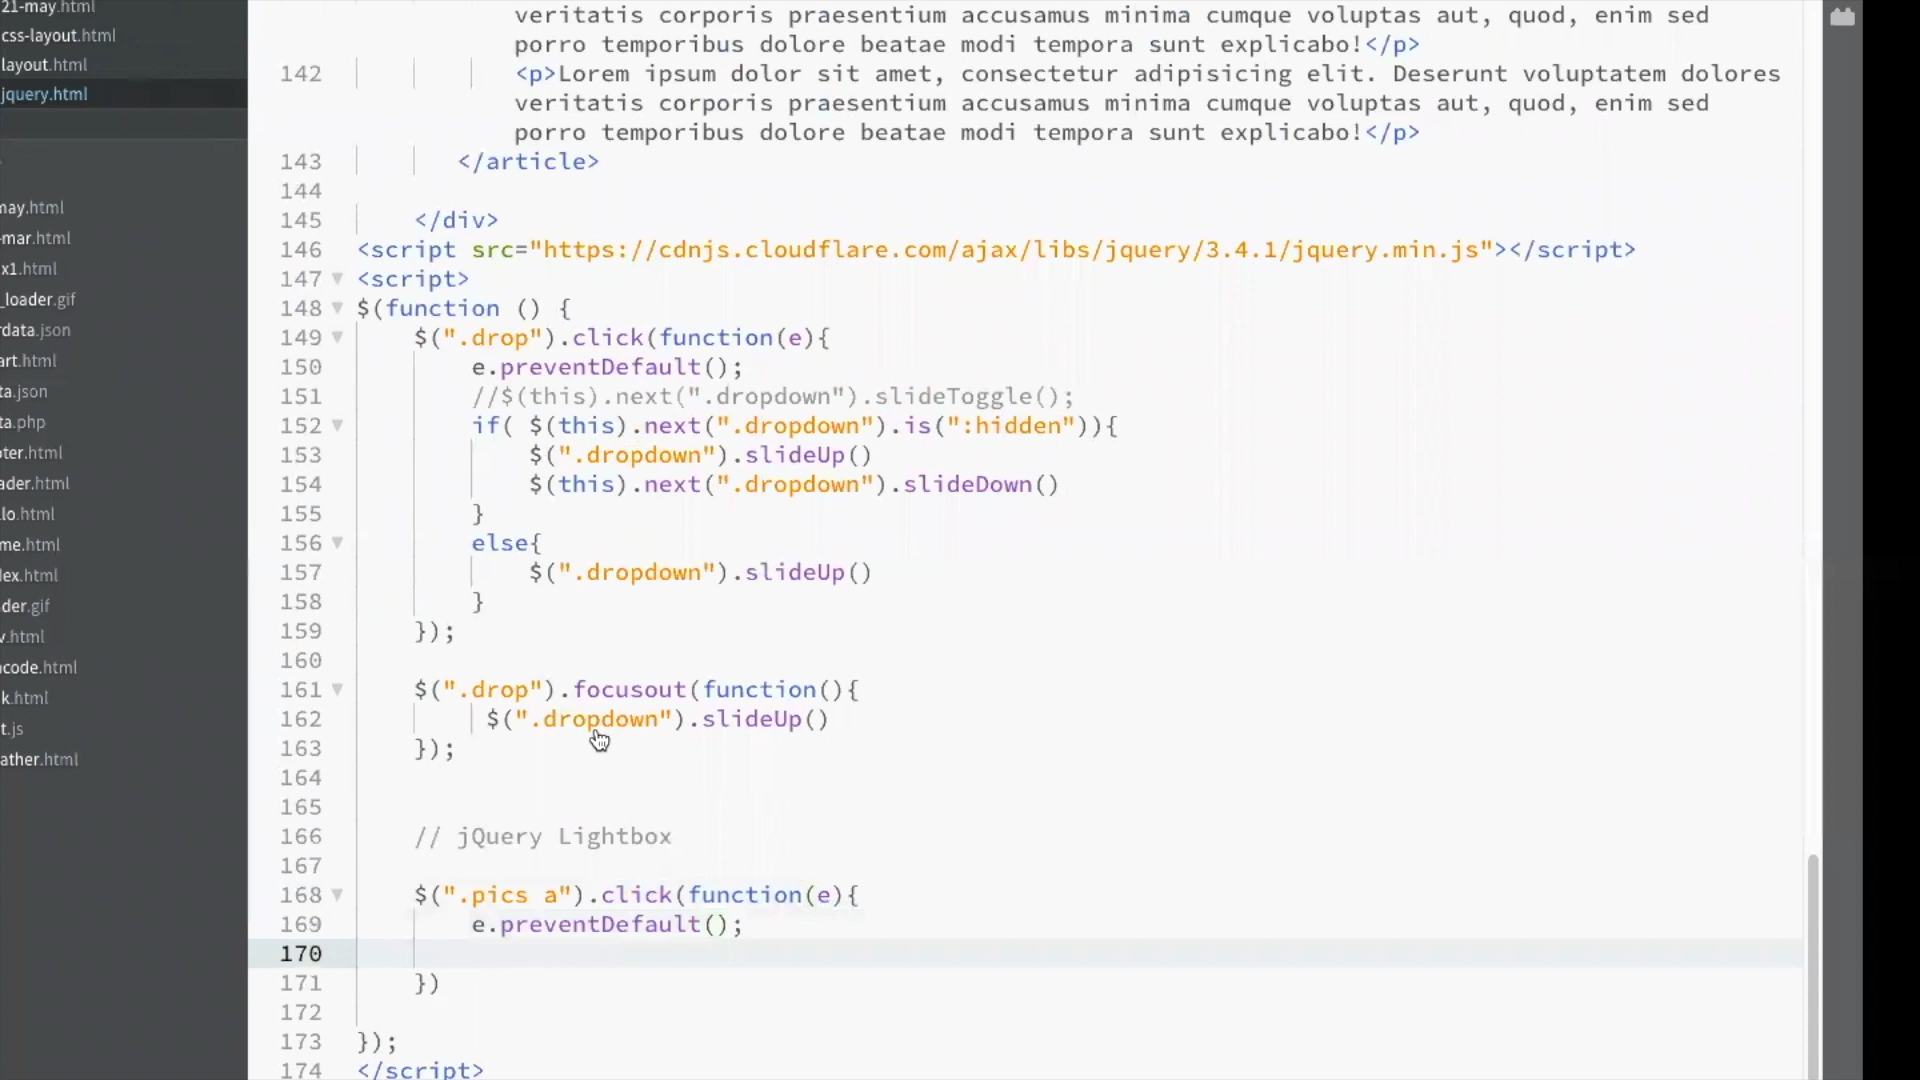 21-may.html
css-layout.html
layout.html
jquery.html
may.html
-mar.html
x1.html
_loader.gif
rdata.json
art.html
ta.json
ta.php
oter.html
ader.html
llo.html
me.html
dex.html
der.gif
v.html
ncode.html
k.html
t.js
ather.html
veritatis corporis praesentium accusamus minima cumque voluptas aut, quod, enim sed
porro temporibus dolore beatae modi tempora sunt explicabo!</p>
142 <p>Lorem ipsum dolor sit amet, consectetur adipisicing elit. Deserunt voluptatem dolores
veritatis corporis praesentium accusamus minima cumque voluptas aut, quod, enim sed
porro temporibus dolore beatae modi tempora sunt explicabo!</p>
143 </article>
144
145 </div>
146 <script src="https://cdnjs.cloudflare.com/ajax/libs/jquery/3.4.1/jquery.min.js"></script>
147 <script>
148 $(function () {
149 $(".drop").click(function(e){
150 e.preventDefault();
151 //$(this).next(".dropdown").slideToggle();
152 if( $(this).next(".dropdown").is(":hidden")){
153 $(".dropdown").slideUp()
154 $(this).next(".dropdown").slideDown()
155 }
156 else{
157 $(".dropdown").slideUp()
158 }
159 });
160
161 $(".drop").focusout(function(){
162 $(".dropdown").slideUp()
163 });
164
165
166 // jQuery Lightbox
167
168 $(".pics a").click(function(e){
169 e.preventDefault();
170
171 })
172
173 });
174 </script>